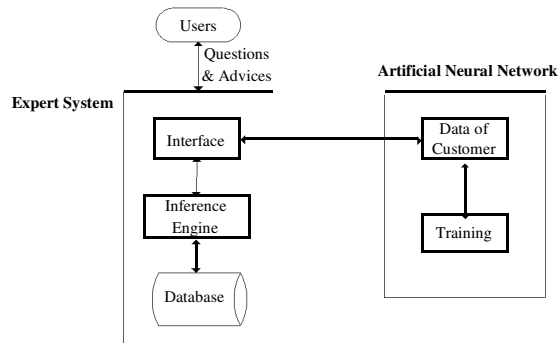 Users
Questions
& Advices
Artificial Neural Network
Expert System
Interface
Data of
Customer
Inference
Engine
Training
Database